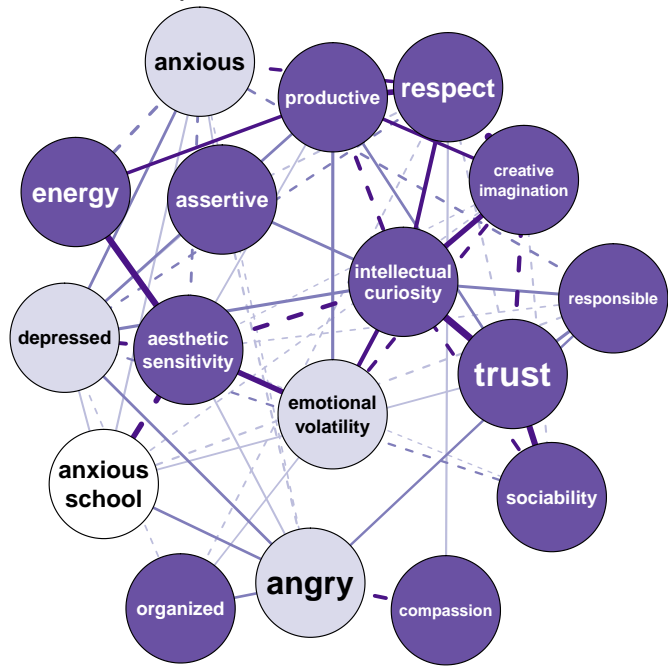 anxious
productive
respect
creative
imagination
energy
assertive
intellectual
curiosity
responsible
depressed
aesthetic
sensitivity
trust
emotional
volatility
anxious
school
sociability
angry
organized
compassion